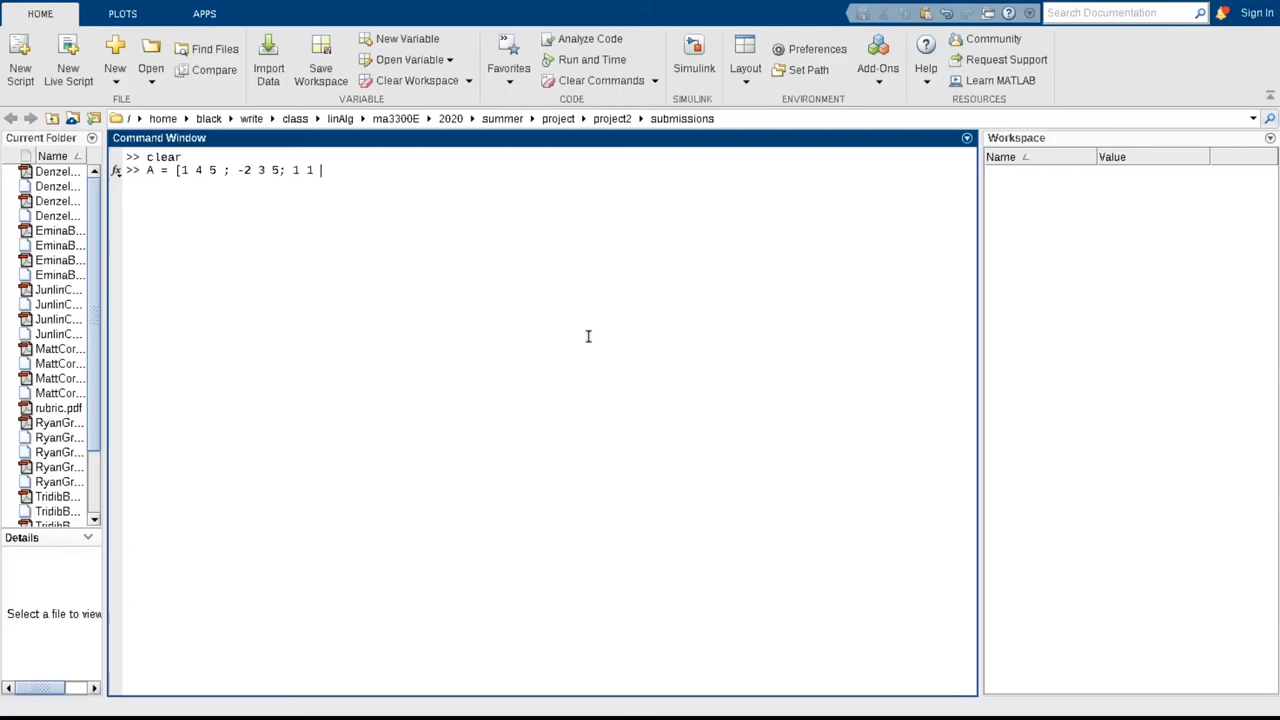 HOME PLOTS APPS
Search Documentation
Sign In
New Script
New Live Script
New
Open
Find Files
Compare
FILE
Import Data
Save Workspace
New Variable
Open Variable
Clear Workspace
VARIABLE
Favorites
Analyze Code
Run and Time
Clear Commands
CODE
Simulink
SIMULINK
Layout
Preferences
Set Path
Add-Ons
ENVIRONMENT
Help
Community
Request Support
Learn MATLAB
RESOURCES
/ home black write class linAlg ma3300E 2020 summer project project2 submissions
Current Folder
Name
Denzel...
Denzel...
Denzel...
Denzel...
EminaB...
EminaB...
EminaB...
EminaB...
JunlinC...
JunlinC...
JunlinC...
JunlinC...
MattCor...
MattCor...
MattCor...
MattCor...
rubric.pdf
RyanGr...
RyanGr...
RyanGr...
RyanGr...
RyanGr...
TridibB...
TridibB...
TridibB...
Details
Select a file to view
Command Window
>> clear
fx >> A = [1 4 5 ; -2 3 5; 1 1
Workspace
Name Value